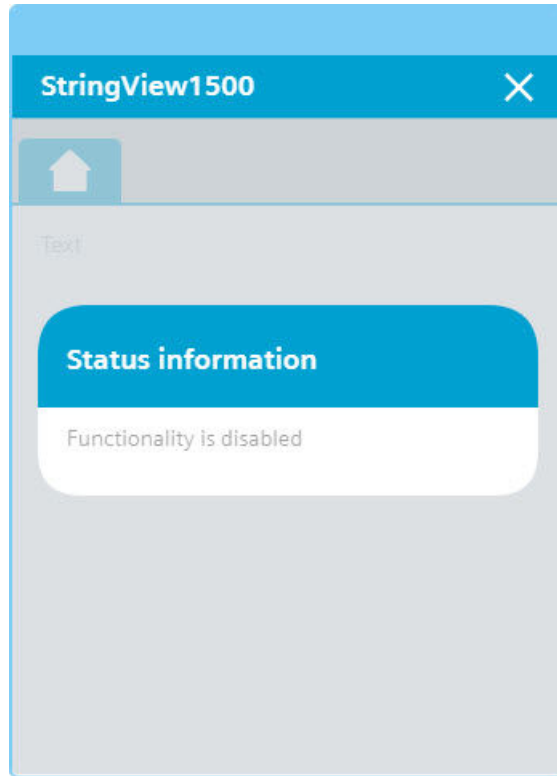 StringView1500
Text
Status information
Functionality is disabled